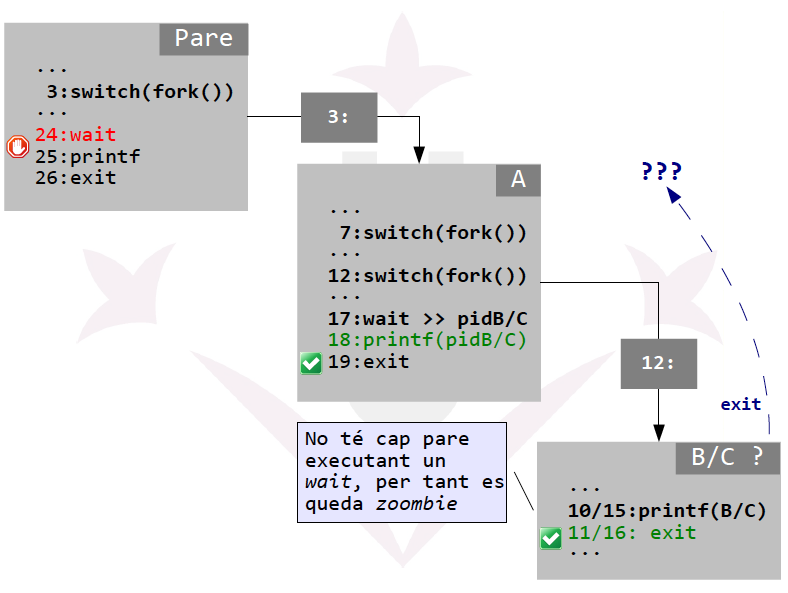 Pare
...
3:switch(fork())
...
24:wait
25:printf
26:exit
3:
A
...
7:switch(fork())
...
12:switch(fork())
...
17:wait >> pidB/C
18:printf(pidB/C)
19:exit
???
12:
exit
No té cap pare
executant un
wait, per tant es
queda zoombie
B/C ?
...
10/15:printf(B/C)
11/16: exit
...